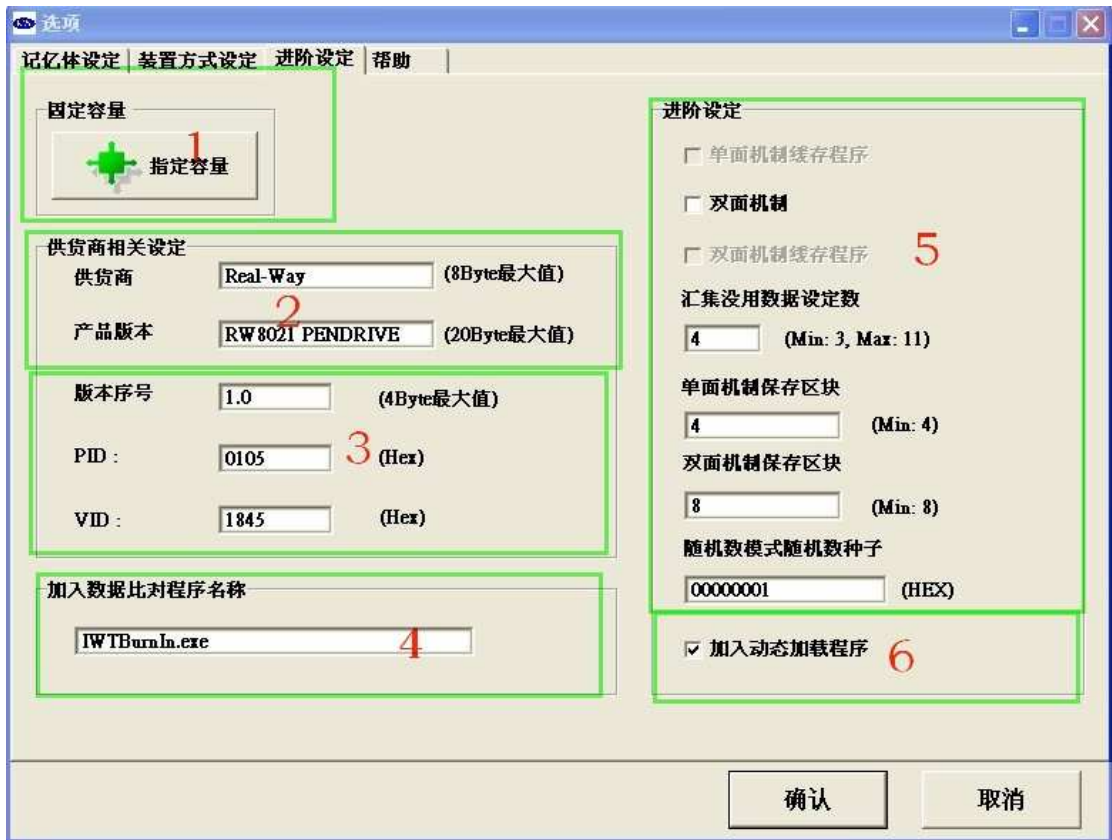 选项
记忆体设定 装置方式设定 进阶设定 帮助
固定容量
1
指定容量
供货商相关设定
供货商 Real-Way (8Byte最大值)
2
产品版本 RW8021 PENDRIVE (20Byte最大值)
版本序号 1.0 (4Byte最大值)
PID : 0105 3 (Hex)
VID : 1845 (Hex)
加入数据比对程序名称
IWTBurnIn.exe 4
进阶设定
单面机制缓存程序
双面机制
双面机制缓存程序 5
汇集没用数据设定数
4 (Min: 3, Max: 11)
单面机制保存区块
4 (Min: 4)
双面机制保存区块
8 (Min: 8)
随机数模式随机数种子
00000001 (HEX)
加入动态加载程序 6
确认 取消